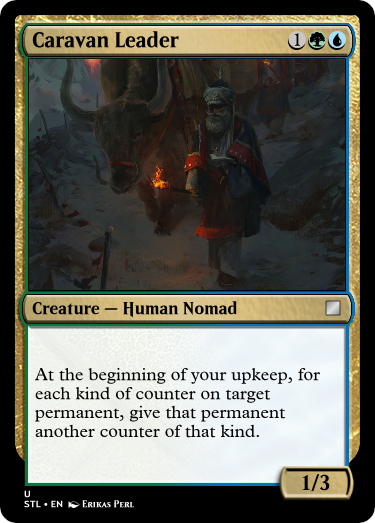 Caravan Leader 1
Creature — Human Nomad
At the beginning of your upkeep, for
each kind of counter on target
permanent, give that permanent
another counter of that kind.
1/3
U
STL • EN Erikas Perl